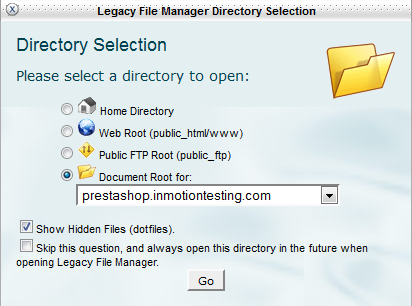 Legacy File Manager Directory Selection
Directory Selection
Please select a directory to open:
Home Directory
Web Root (public_html/www)
Public FTP Root (public_ftp)
Document Root for:
prestashop.inmotiontesting.com
Show Hidden Files (dotfiles).
Skip this question, and always open this directory in the future when
opening Legacy File Manager.
Go